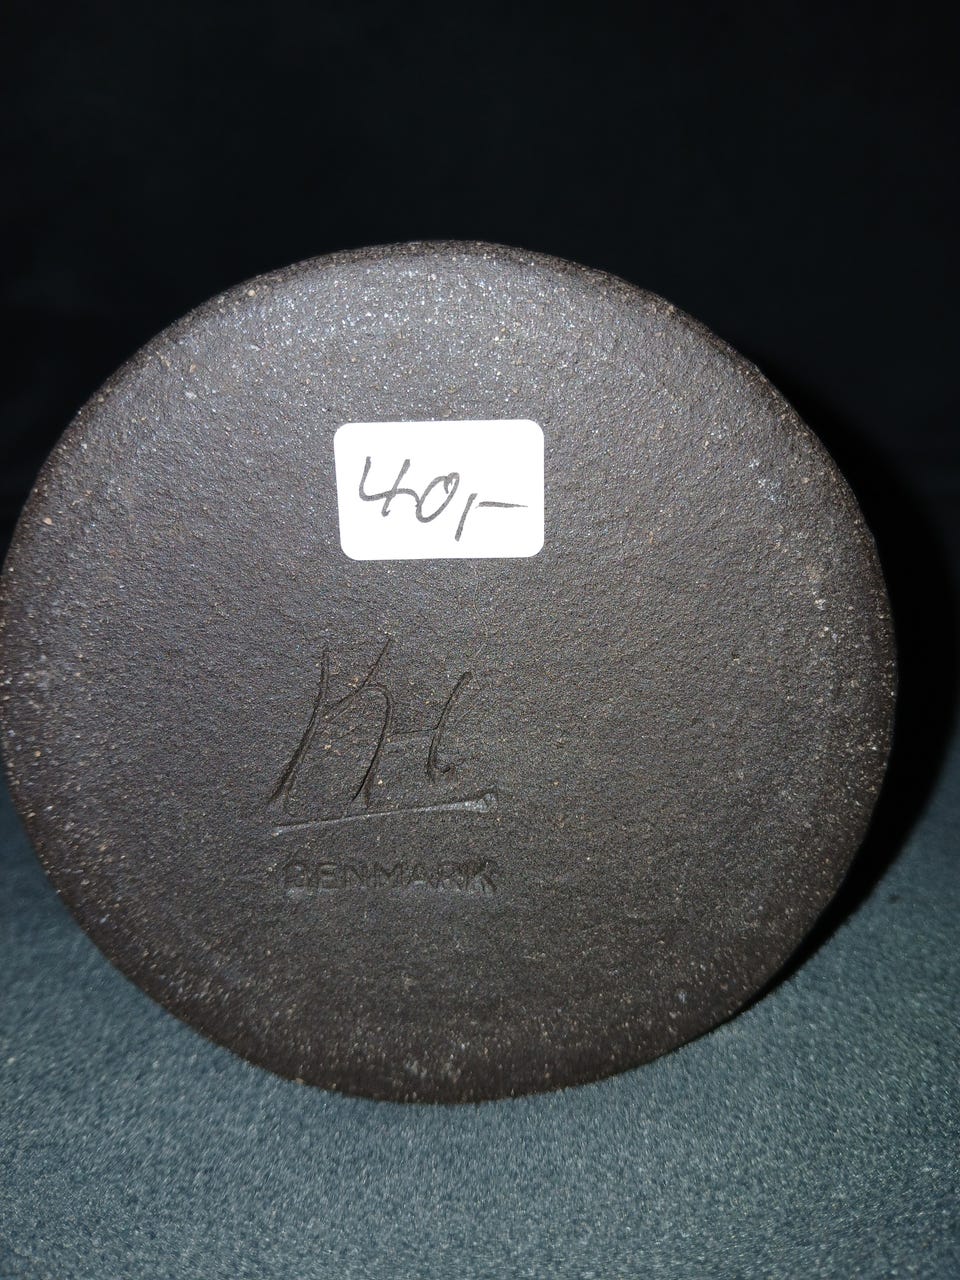 40,-
KH
DENMARK